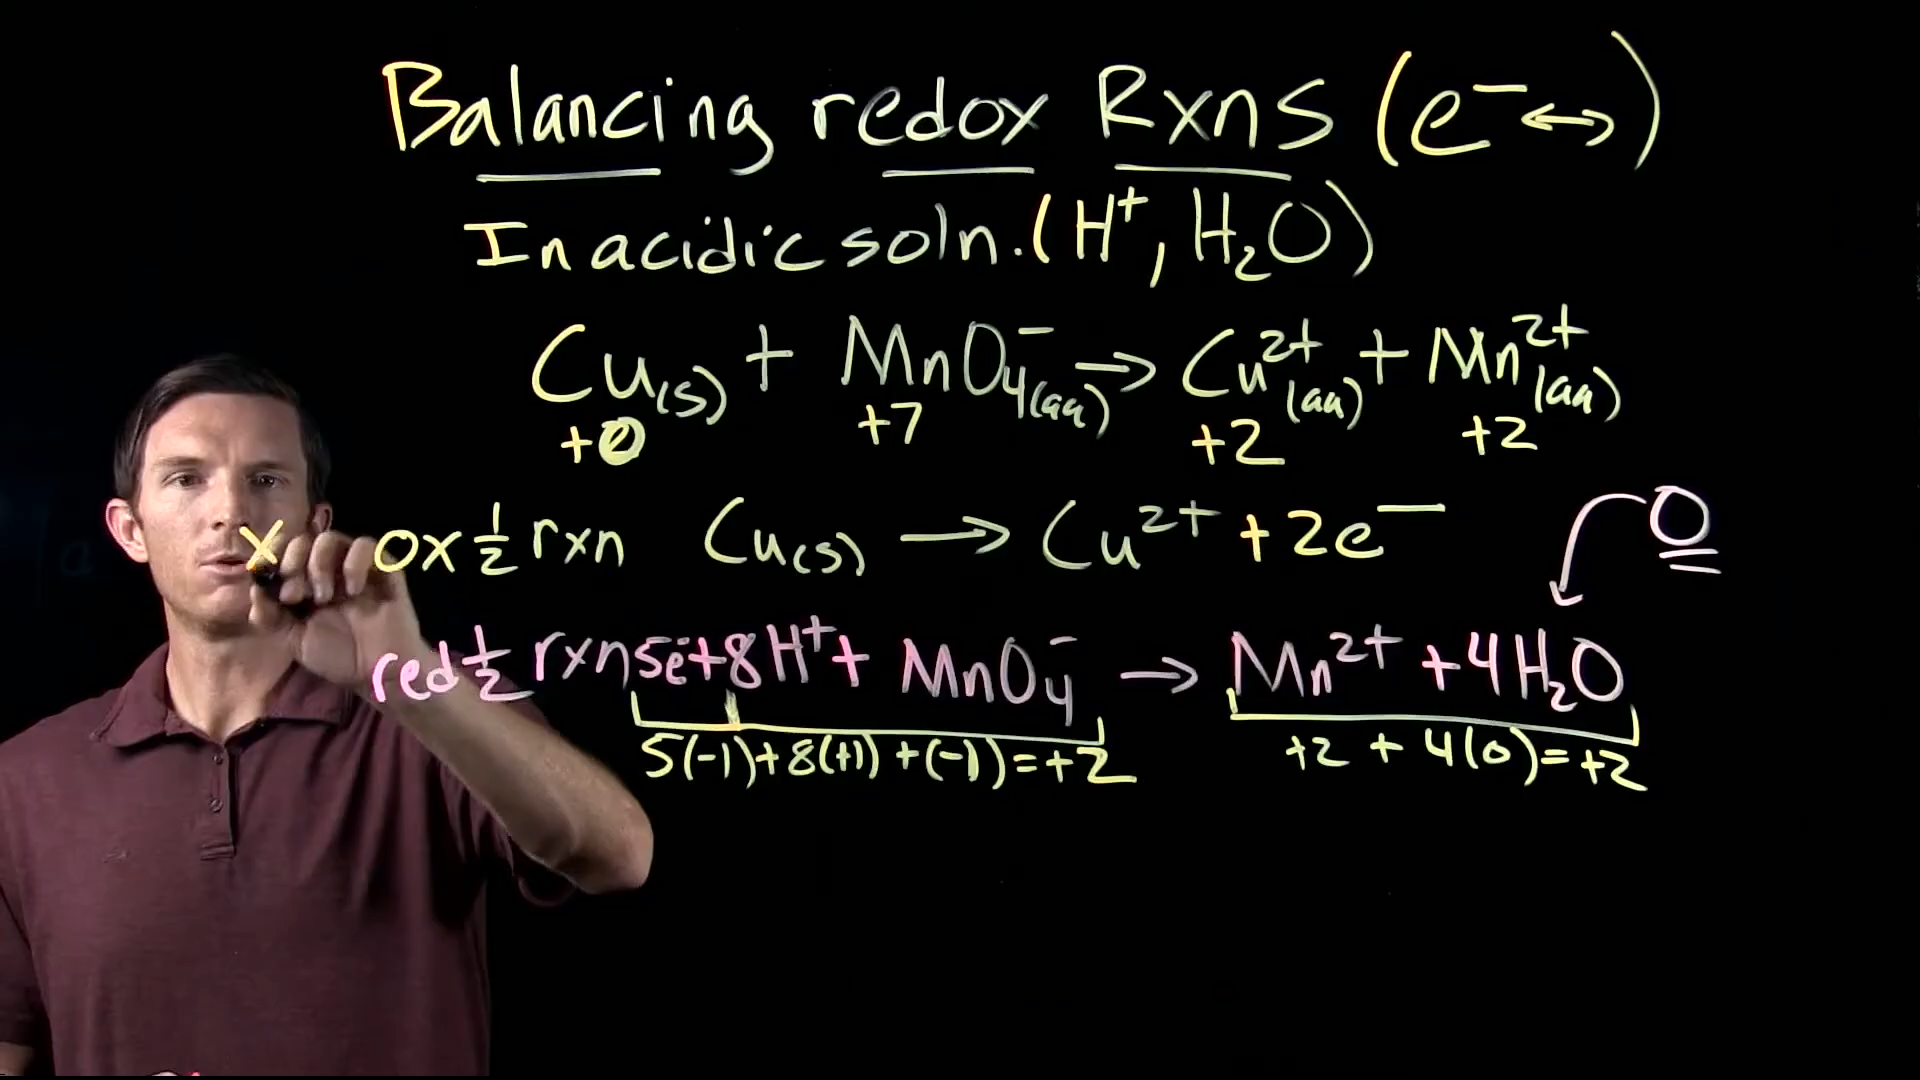 Balancing redox Rxns (e⁻ ↔)
In acidic soln. (H⁺, H₂O)
Cu(s) + MnO₄⁻(aq) → Cu²⁺(aq) + Mn²⁺(aq)
+0 +7 +2 +2
x ox ½ rxn Cu(s) → Cu²⁺ + 2e⁻ O
red ½ rxn 5e⁻ + 8H⁺ + MnO₄⁻ → Mn²⁺ + 4H₂O
5(-1) + 8(+1) + (-1) = +2 +2 + 4(0) = +2